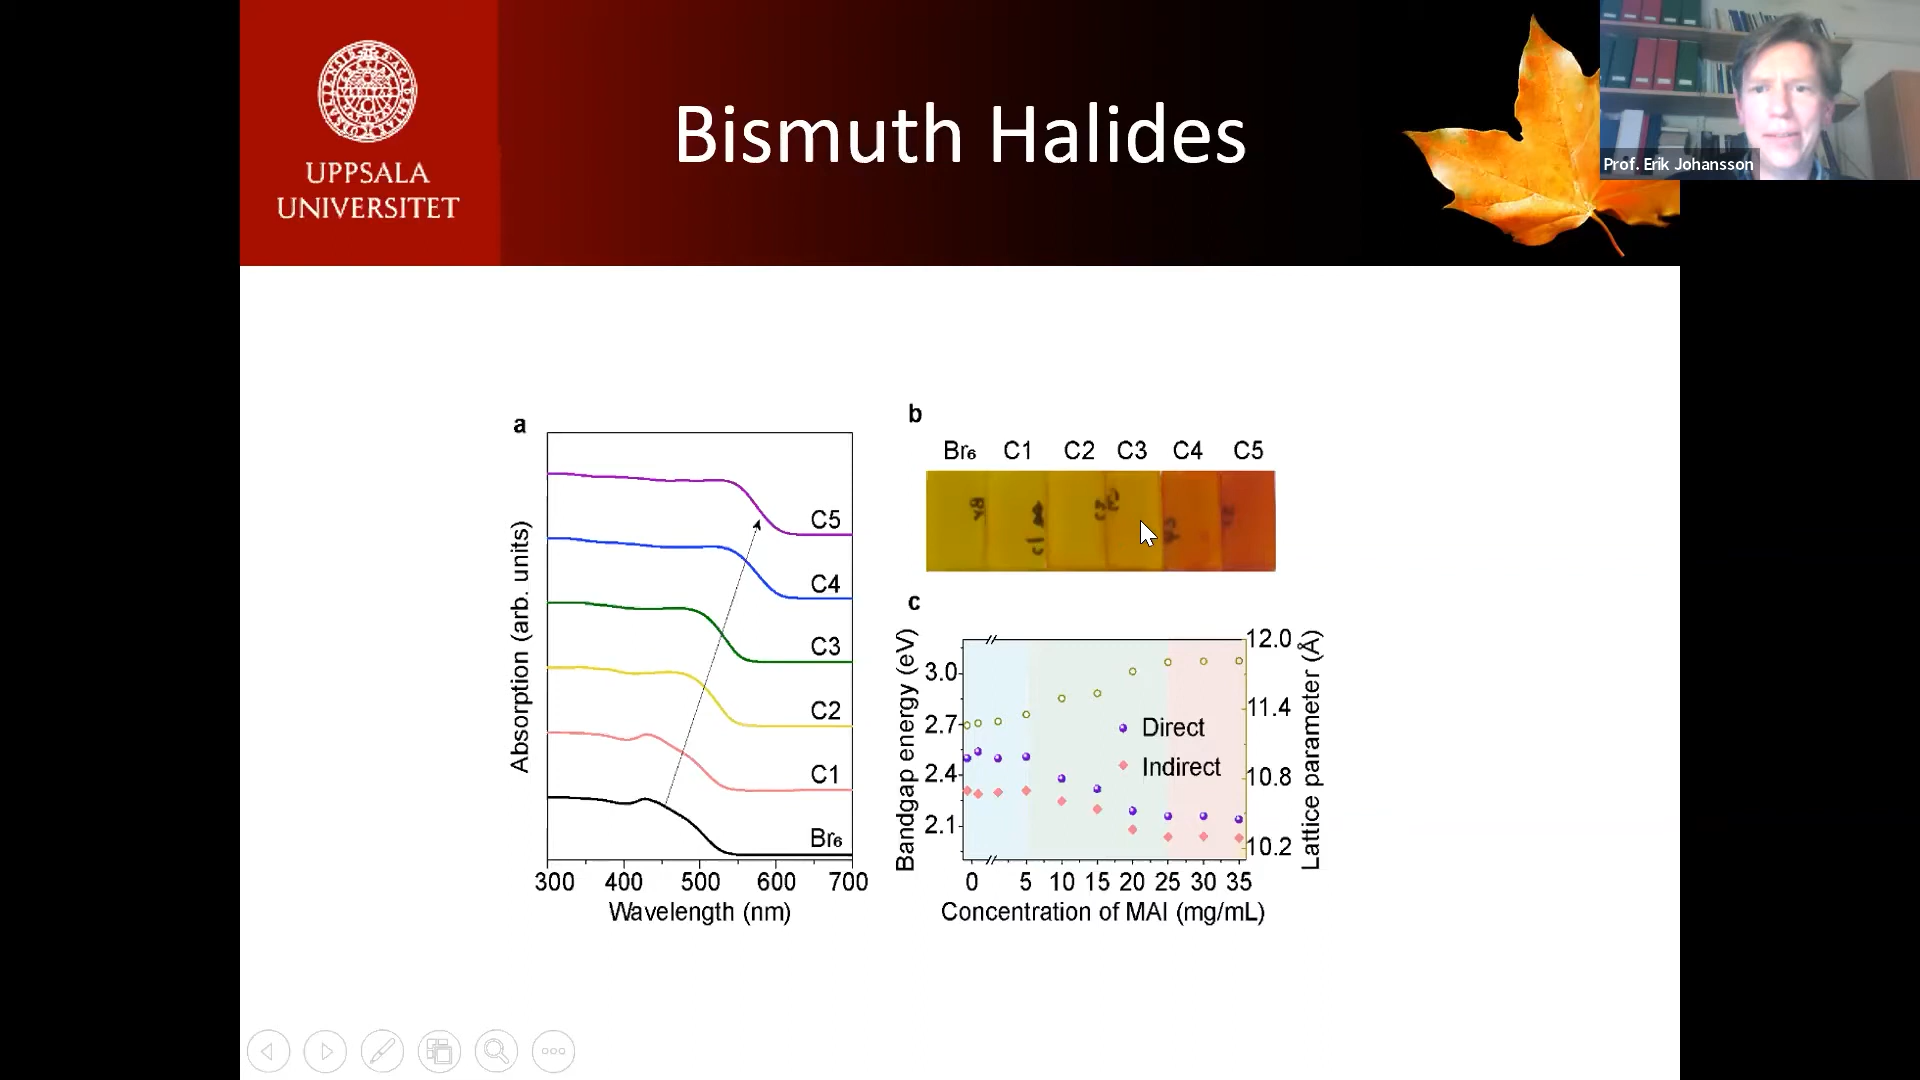 UPPSALA
UNIVERSITET
Bismuth Halides
Prof. Erik Johansson
a
Absorption (arb. units)
C5
C4
C3
C2
C1
Br₆
300 400 500 600 700
Wavelength (nm)
b
Br₆ C1 C2 C3 C4 C5
c
Bandgap energy (eV)
3.0
2.7
2.4
2.1
Direct
Indirect
12.0
11.4
10.8
10.2
Lattice parameter (Å)
0 5 10 15 20 25 30 35
Concentration of MAI (mg/mL)